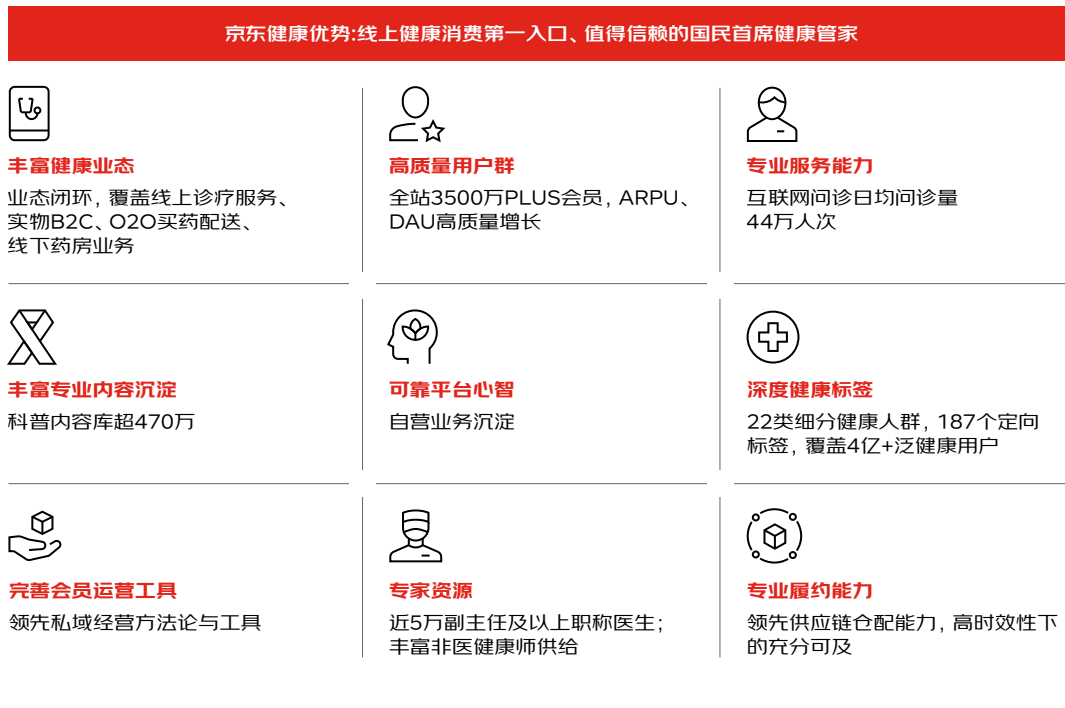 京东健康优势:线上健康消费第一入口、值得信赖的国民首席健康管家
丰富健康业态
业态闭环, 覆盖线上诊疗服务、
实物B2C、O2O买药配送、
线下药房业务
高质量用户群
全站3500万PLUS会员, ARPU、
DAU高质量增长
专业服务能力
互联网问诊日均问诊量
44万人次
丰富专业内容沉淀
科普内容库超470万
可靠平台心智
自营业务沉淀
深度健康标签
22类细分健康人群, 187个定向
标签, 覆盖4亿+泛健康用户
完善会员运营工具
领先私域经营方法论与工具
专家资源
近5万副主任及以上职称医生;
丰富非医健康师供给
专业履约能力
领先供应链仓配能力, 高时效性下
的充分可及